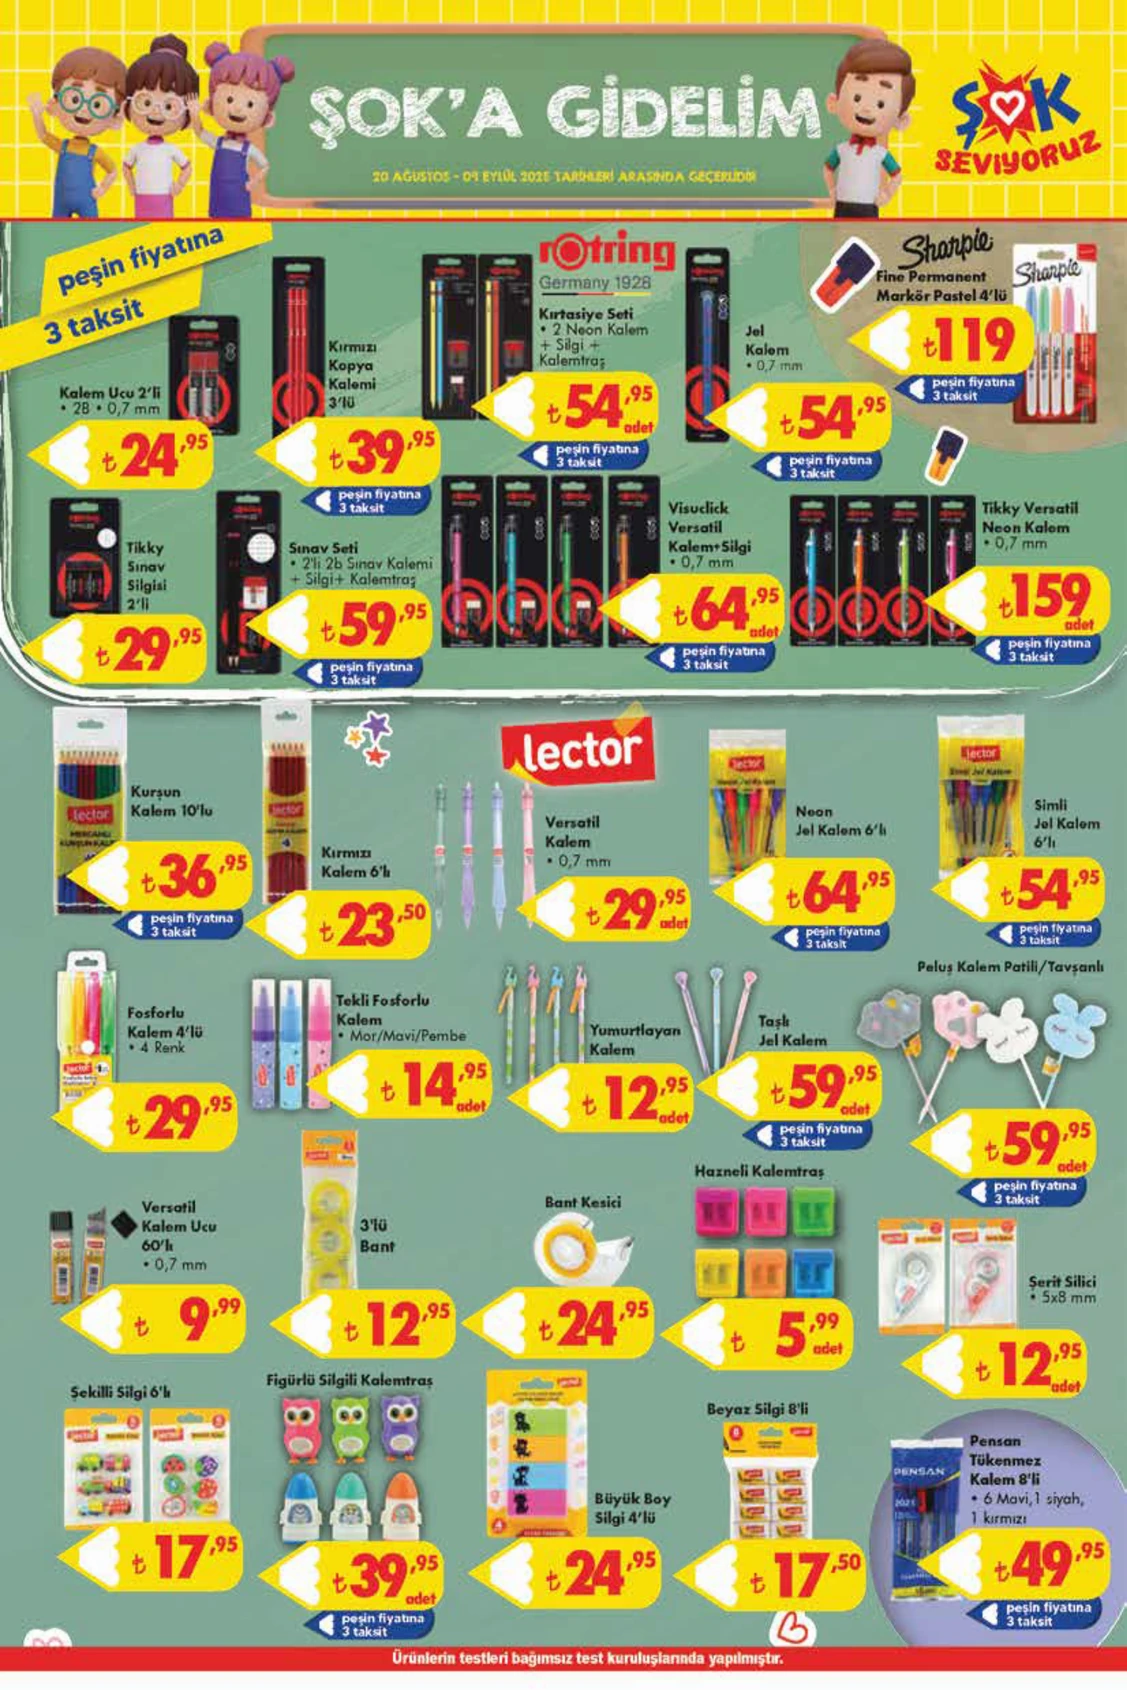 ŞOK'A GİDELİM
20 AĞUSTOS - 09 EYLÜL 2025 TARİHLERİ ARASINDA GEÇERLİDİR
ŞOK
SEVİYORUZ
peşin fiyatına
3 taksit
Kalem Ucu 2'li
• 2B • 0,7 mm
₺24,95
Kırmızı
Kopya
Kalemi
3'lü
₺39,95
peşin fiyatına
3 taksit
rotring
Germany 1928
Kırtasiye Seti
• 2 Neon Kalem
+ Silgi +
Kalemtraş
₺54,95
adet
peşin fiyatına
3 taksit
Jel
Kalem
• 0,7 mm
₺54,95
peşin fiyatına
3 taksit
Sharpie
Fine Permanent
Markör Pastel 4'lü
Sharpie
₺119
peşin fiyatına
3 taksit
Tikky
Sınav
Silgisi
2'li
₺29,95
Sınav Seti
• 2'li 2b Sınav Kalemi
+ Silgi+ Kalemtraş
₺59,95
peşin fiyatına
3 taksit
Visuclick
Versatil
Kalem+Silgi
• 0,7 mm
₺64,95
adet
peşin fiyatına
3 taksit
Tikky Versatil
Neon Kalem
• 0,7 mm
₺159
adet
peşin fiyatına
3 taksit
lector
Kurşun
Kalem 10'lu
lector
₺36,95
peşin fiyatına
3 taksit
Kırmızı
Kalem 6'lı
lector
₺23,50
Versatil
Kalem
• 0,7 mm
₺29,95
adet
lector
Neon
Jel Kalem 6'lı
₺64,95
peşin fiyatına
3 taksit
lector
Simli Jel Kalem
Simli
Jel Kalem
6'lı
₺54,95
peşin fiyatına
3 taksit
Fosforlu
Kalem 4'lü
• 4 Renk
lector
₺29,95
Tekli Fosforlu
Kalem
• Mor/Mavi/Pembe
₺14,95
adet
Yumurtlayan
Kalem
₺12,95
adet
Taşlı
Jel Kalem
₺59,95
adet
peşin fiyatına
3 taksit
Peluş Kalem Patili/Tavşanlı
₺59,95
adet
peşin fiyatına
3 taksit
Versatil
Kalem Ucu
60'lı
• 0,7 mm
₺9,99
3'lü
Bant
₺12,95
Bant Kesici
₺24,95
Hazneli Kalemtraş
₺5,99
adet
Şerit Silici
• 5x8 mm
₺12,95
adet
Şekilli Silgi 6'lı
lector
lector
₺17,95
Figürlü Silgili Kalemtraş
₺39,95
adet
peşin fiyatına
3 taksit
Büyük Boy
Silgi 4'lü
₺24,95
Beyaz Silgi 8'li
8
₺17,50
PENSAN
Pensan
Tükenmez
Kalem 8'li
• 6 Mavi,1 siyah,
1 kırmızı
₺49,95
peşin fiyatına
3 taksit
Ürünlerin testleri bağımsız test kuruluşlarında yapılmıştır.